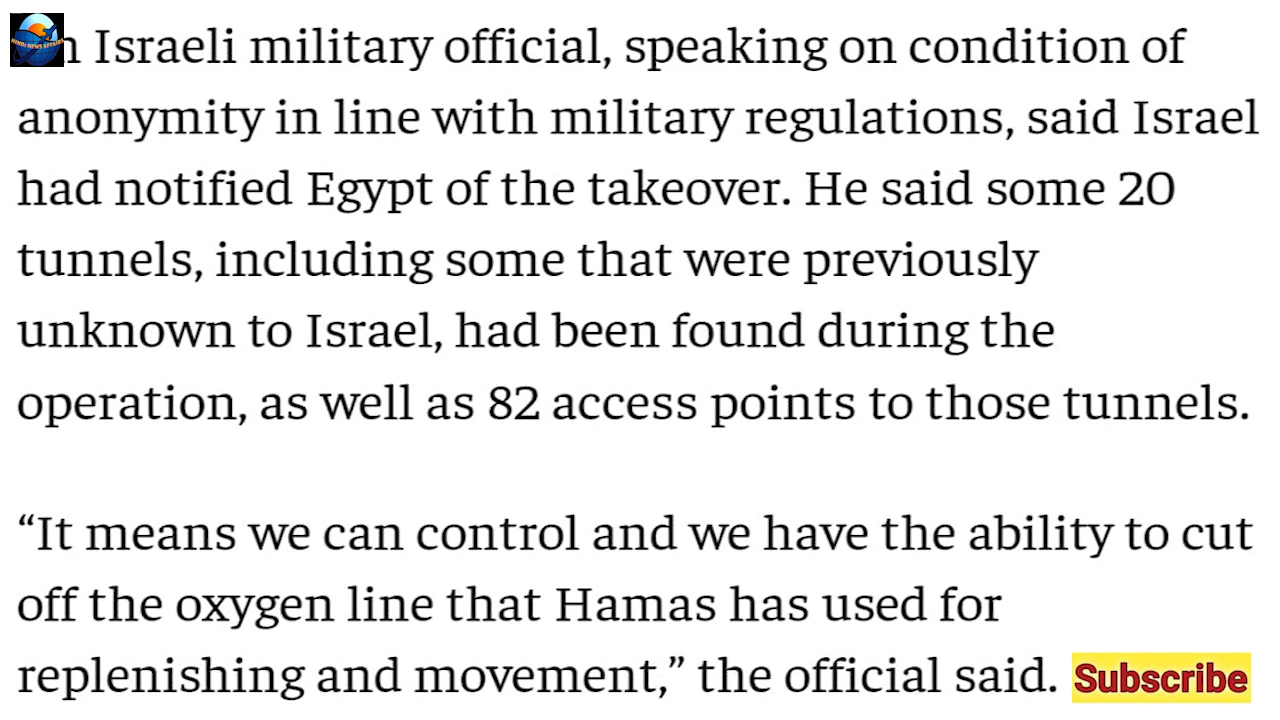 HINDI NEWS AFFAIRS
n Israeli military official, speaking on condition of
anonymity in line with military regulations, said Israel
had notified Egypt of the takeover. He said some 20
tunnels, including some that were previously
unknown to Israel, had been found during the
operation, as well as 82 access points to those tunnels.
“It means we can control and we have the ability to cut
off the oxygen line that Hamas has used for
replenishing and movement,” the official said.
Subscribe